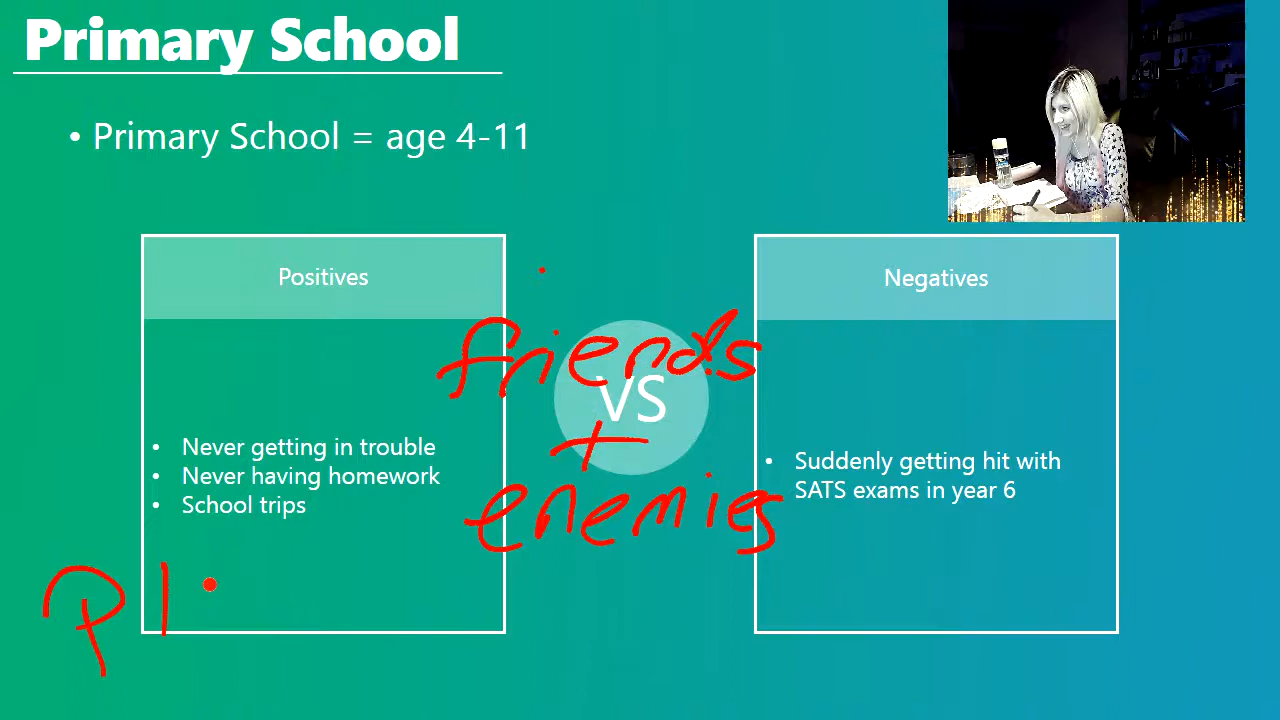 Primary School
• Primary School = age 4-11
Positives
• Never getting in trouble
• Never having homework
• School trips
VS
friends
+
enemies
Negatives
• Suddenly getting hit with
SATS exams in year 6
Pl